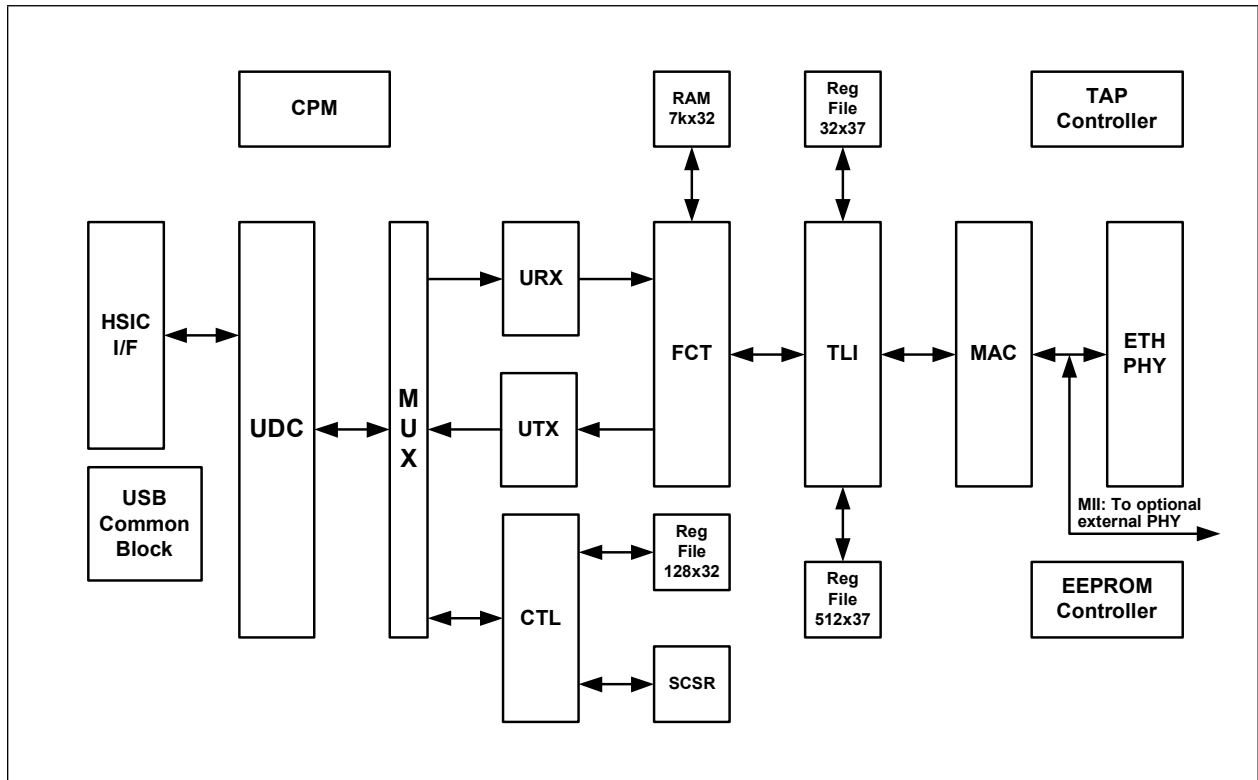 CPM
RAM
7kx32
Reg
File
32x37
TAP
Controller
HSIC
I/F
UDC
M
U
X
URX
UTX
FCT
TLI
MAC
ETH
PHY
MII: To optional
external PHY
USB
Common
Block
CTL
Reg
File
128x32
SCSR
Reg
File
512x37
EEPROM
Controller